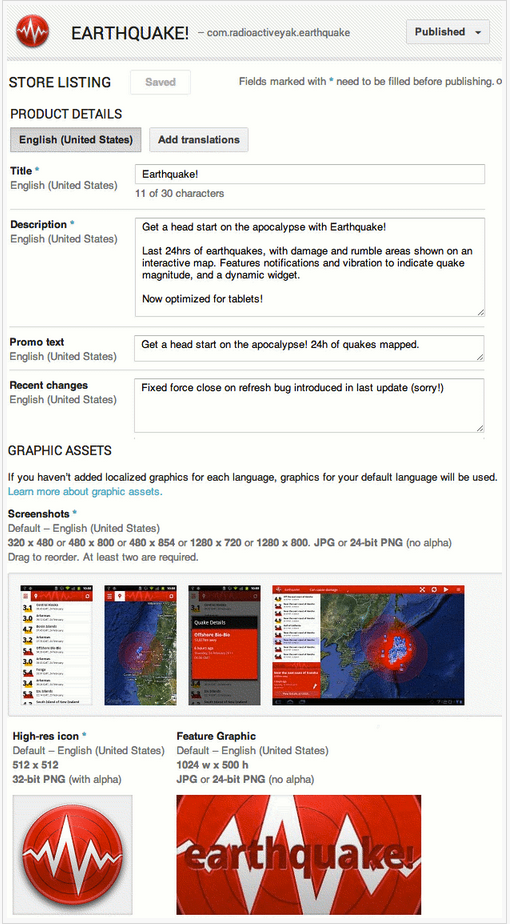 EARTHQUAKE! – com.radioactiveyak.earthquake Published
STORE LISTING Saved Fields marked with * need to be filled before publishing.
PRODUCT DETAILS
English (United States) Add translations
Title * Earthquake!
English (United States) 11 of 30 characters
Description * Get a head start on the apocalypse with Earthquake!
English (United States)
Last 24hrs of earthquakes, with damage and rumble areas shown on an
interactive map. Features notifications and vibration to indicate quake
magnitude, and a dynamic widget.
Now optimized for tablets!
Promo text Get a head start on the apocalypse! 24h of quakes mapped.
English (United States)
Recent changes Fixed force close on refresh bug introduced in last update (sorry!)
English (United States)
GRAPHIC ASSETS
If you haven't added localized graphics for each language, graphics for your default language will be used.
Learn more about graphic assets.
Screenshots *
Default – English (United States)
320 x 480 or 480 x 800 or 480 x 854 or 1280 x 720 or 1280 x 800. JPG or 24-bit PNG (no alpha)
Drag to reorder. At least two are required.
Quake Details
Offshore Bio-Bio
High-res icon * Feature Graphic
Default – English (United States) Default – English (United States)
512 x 512 1024 w x 500 h
32-bit PNG (with alpha) JPG or 24-bit PNG (no alpha)
earthquake!